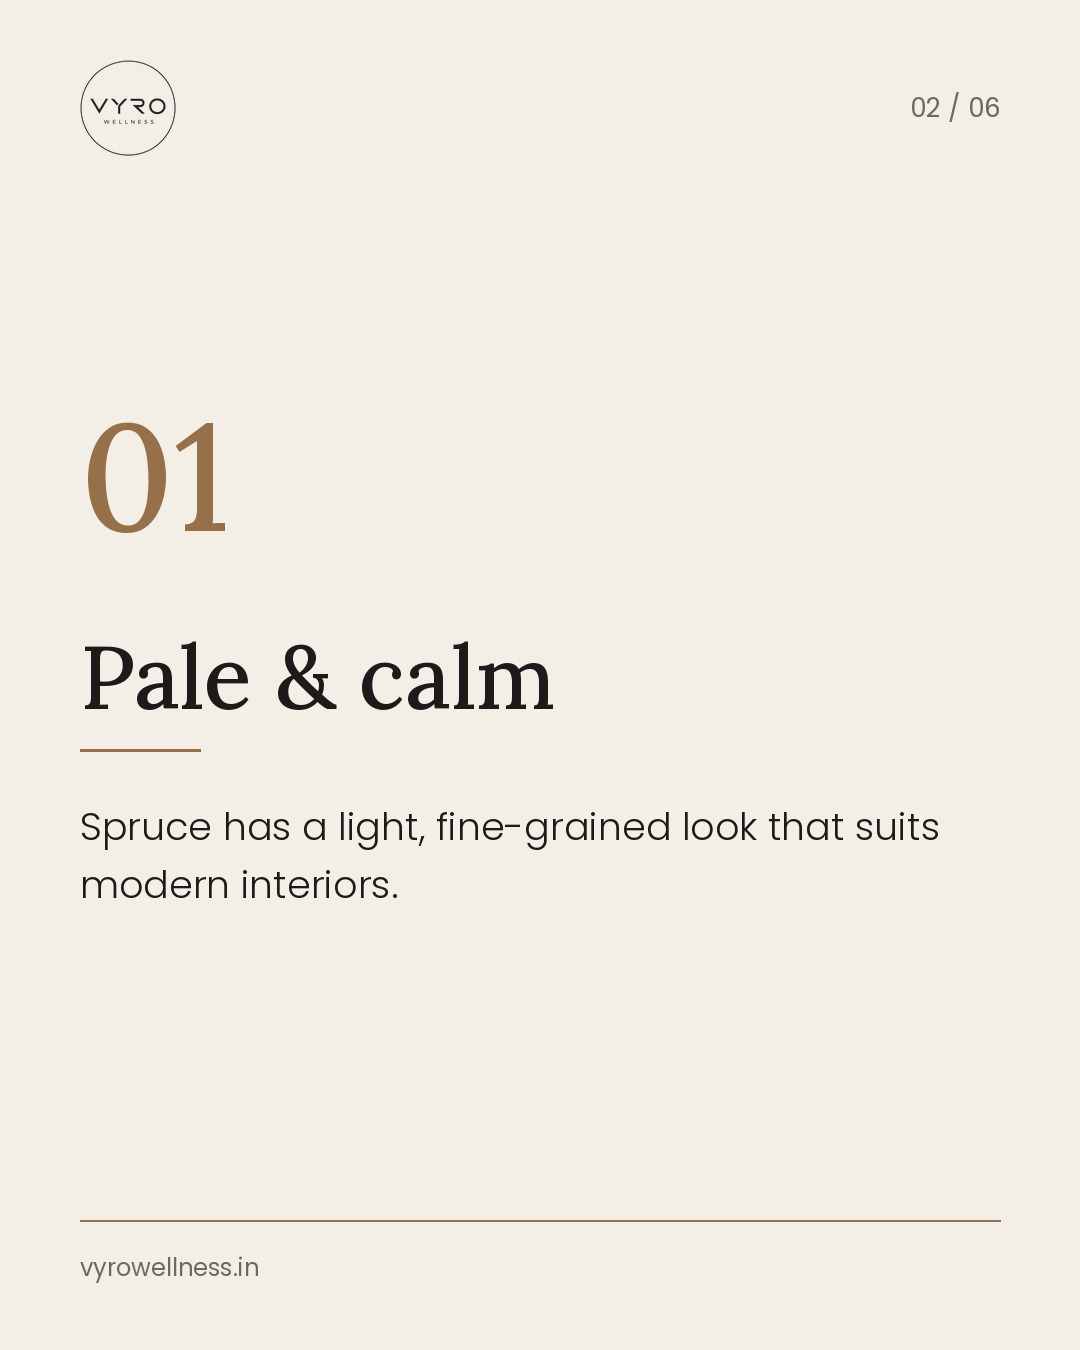 VYRO
WELLNESS
02 / 06
01
Pale & calm
Spruce has a light, fine-grained look that suits
modern interiors.
vyrowellness.in